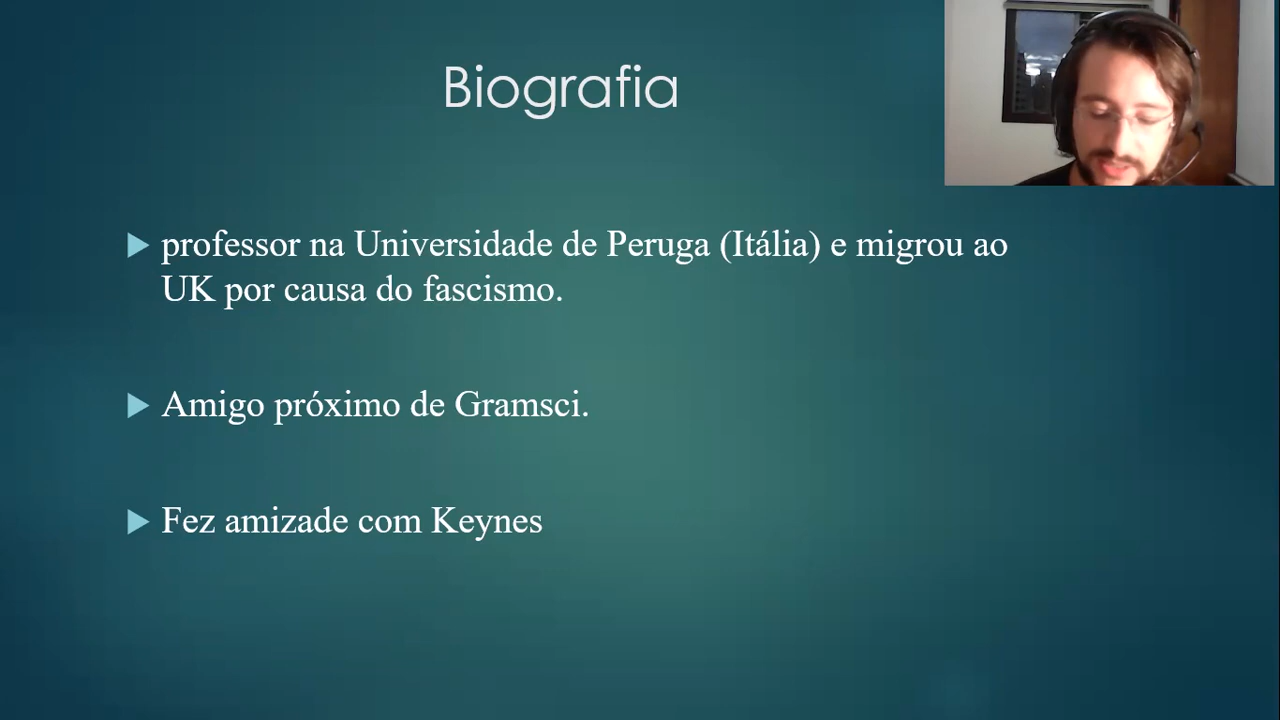 Biografia
professor na Universidade de Peruga (Itália) e migrou ao
UK por causa do fascismo.
Amigo próximo de Gramsci.
Fez amizade com Keynes